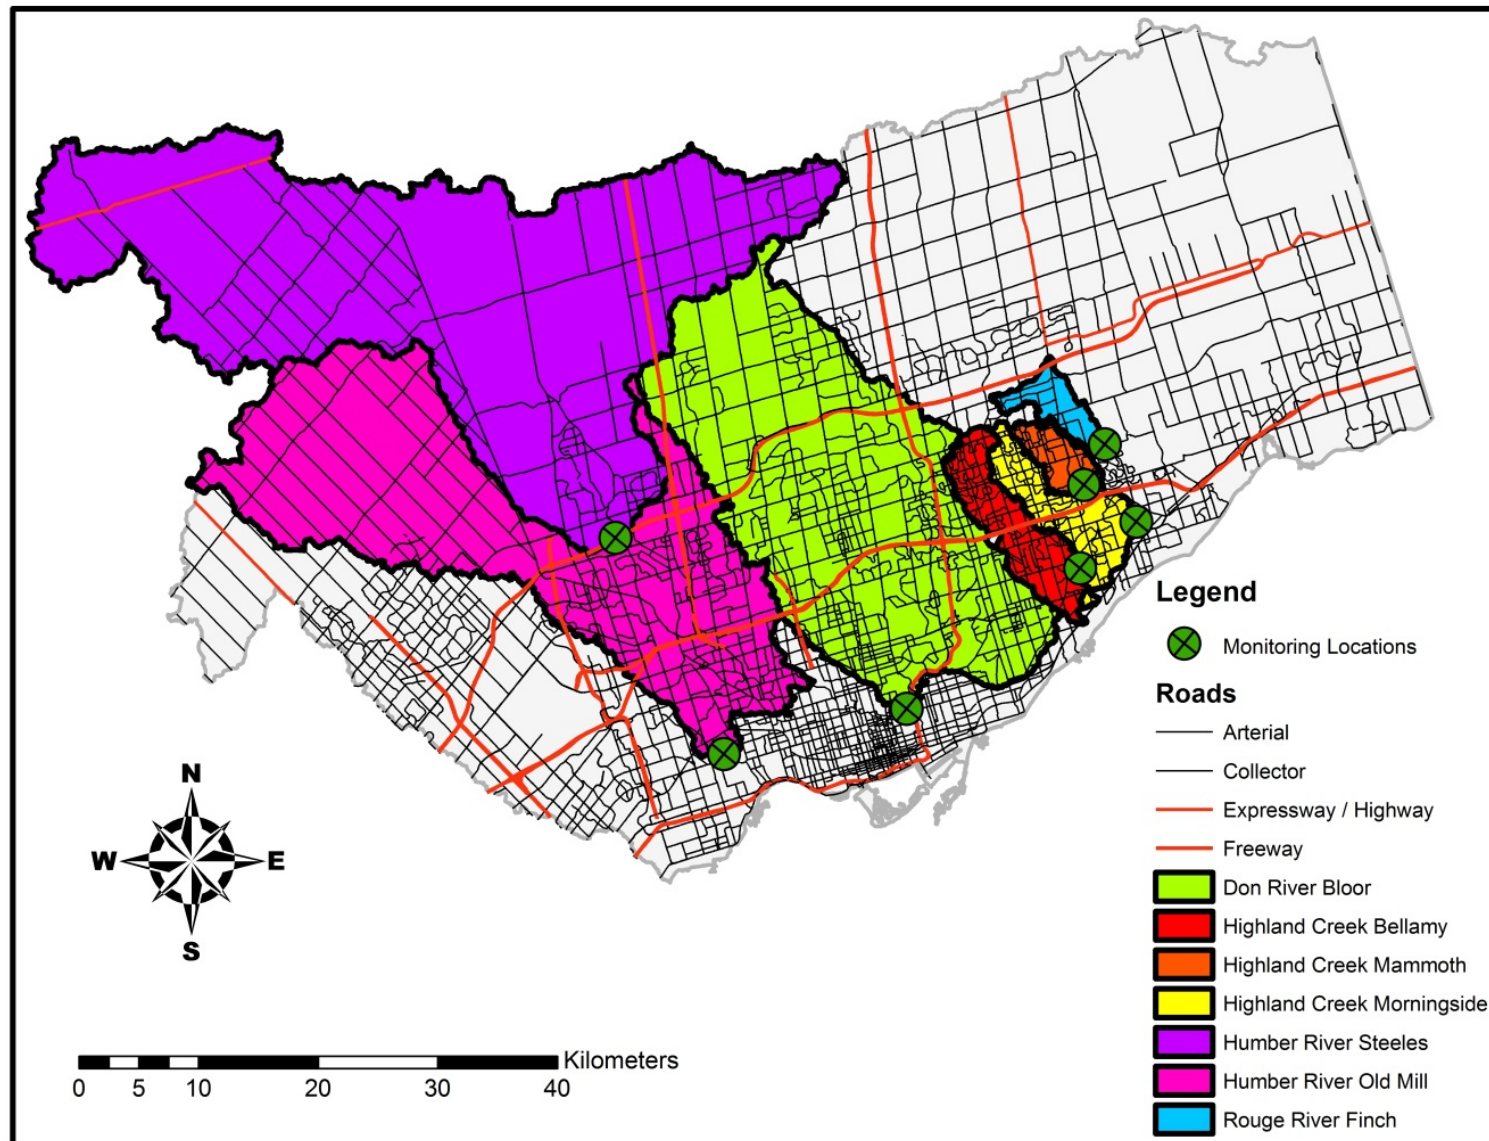 Legend
Monitoring Locations
Roads
Arterial
Collector
Expressway / Highway
Freeway
Don River Bloor
Highland Creek Bellamy
Highland Creek Mammoth
Highland Creek Morningside
Humber River Steeles
Humber River Old Mill
Rouge River Finch
N
W E
S
Kilometers
0 5 10 20 30 40